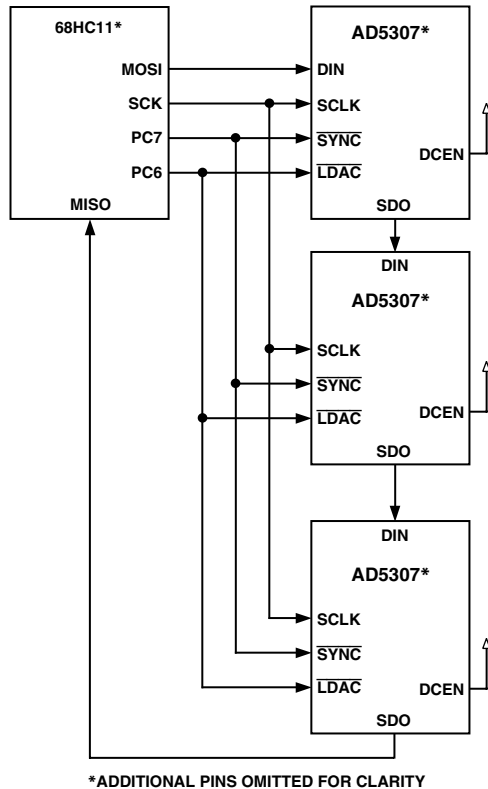 68HC11*
MOSI
SCK
PC7
PC6
MISO
AD5307*
DIN
SCLK
SYNC
LDAC
DCEN
SDO
DIN
AD5307*
SCLK
SYNC
LDAC
DCEN
SDO
DIN
AD5307*
SCLK
SYNC
LDAC
DCEN
SDO
*ADDITIONAL PINS OMITTED FOR CLARITY